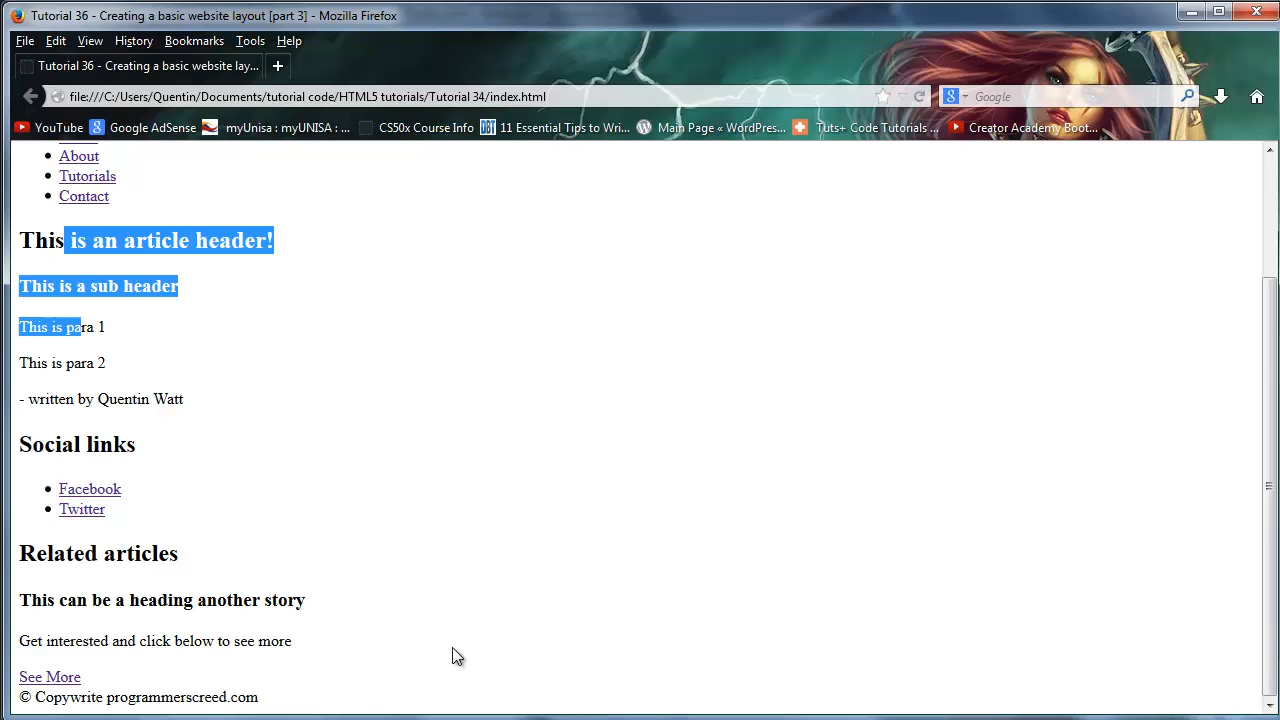 Tutorial 36 - Creating a basic website layout [part 3] - Mozilla Firefox
File Edit View History Bookmarks Tools Help
Tutorial 36 - Creating a basic website lay...
file:///C:/Users/Quentin/Documents/tutorial code/HTML5 tutorials/Tutorial 34/index.html
Google
YouTube Google AdSense myUnisa : myUNISA : ... CS50x Course Info 11 Essential Tips to Wri... Main Page « WordPress... Tuts+ Code Tutorials ... Creator Academy Boot...
About
Tutorials
Contact
This is an article header!
This is a sub header
This is para 1
This is para 2
- written by Quentin Watt
Social links
Facebook
Twitter
Related articles
This can be a heading another story
Get interested and click below to see more
See More
© Copywrite programmerscreed.com